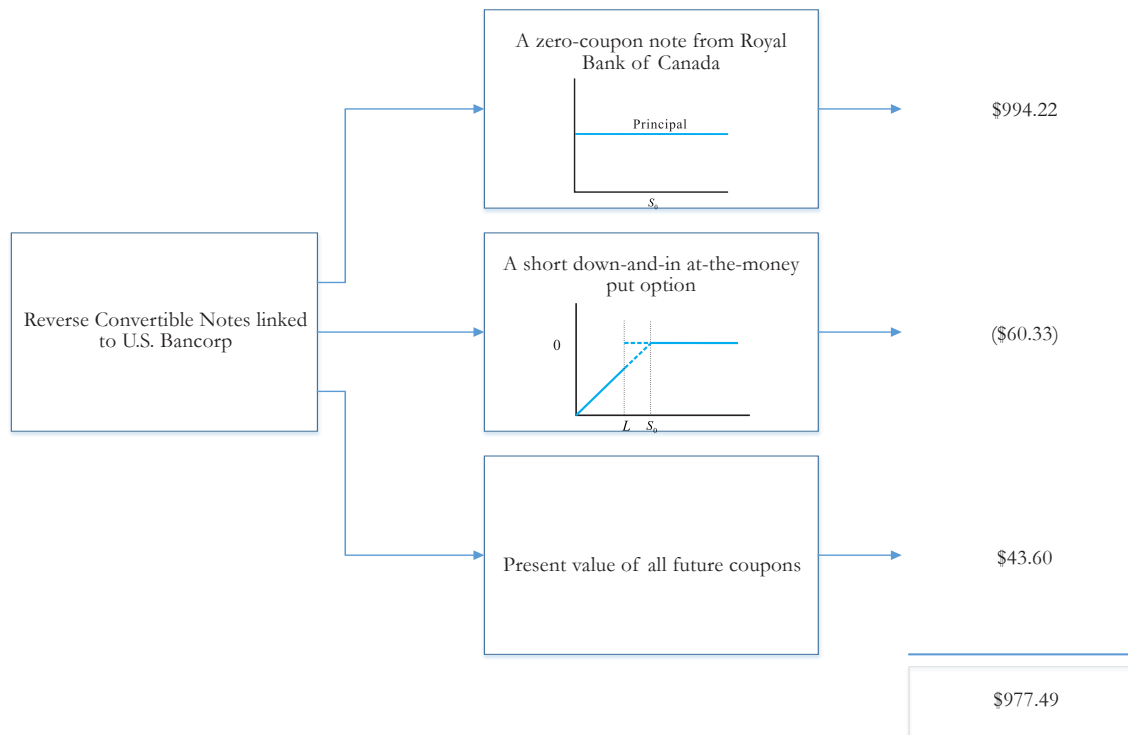 A zero-coupon note from Royal
Bank of Canada
Principal
S₀
$994.22
Reverse Convertible Notes linked
to U.S. Bancorp
A short down-and-in at-the-money
put option
0
L
S₀
($60.33)
Present value of all future coupons
$43.60
$977.49